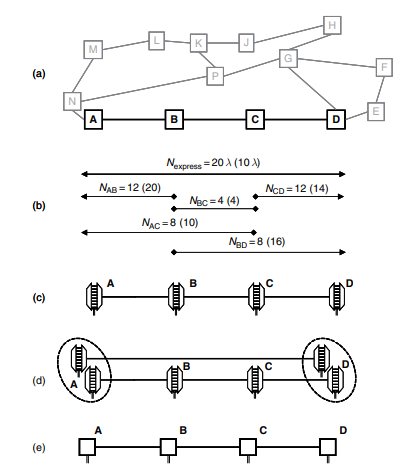 H
L
K
J
M
G
(a)
P
F
N
E
A B C D
N_express = 20 λ (10 λ)
N_AB = 12 (20)
N_CD = 12 (14)
N_BC = 4 (4)
(b)
N_AC = 8 (10)
N_BD = 8 (16)
A B C D
(c)
B C D
(d)
A
A B C D
(e)